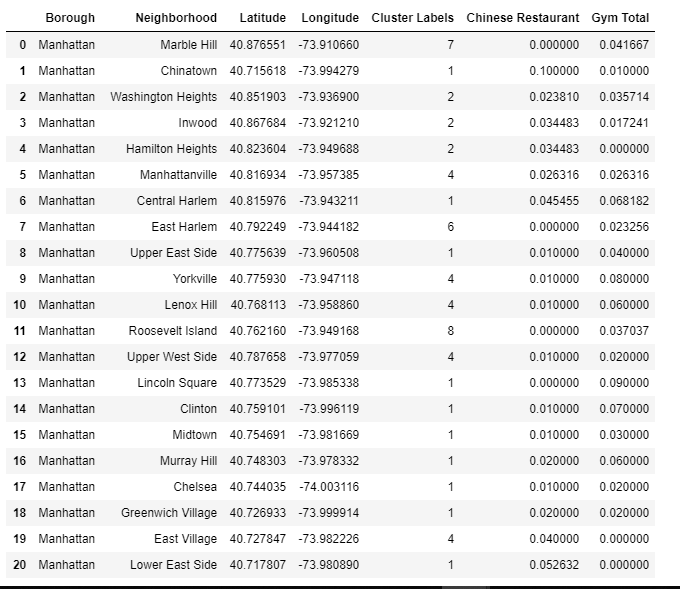 Borough Neighborhood Latitude Longitude Cluster Labels Chinese Restaurant Gym Total
0 Manhattan Marble Hill 40.876551 -73.910660 7 0.000000 0.041667
1 Manhattan Chinatown 40.715618 -73.994279 1 0.100000 0.010000
2 Manhattan Washington Heights 40.851903 -73.936900 2 0.023810 0.035714
3 Manhattan Inwood 40.867684 -73.921210 2 0.034483 0.017241
4 Manhattan Hamilton Heights 40.823604 -73.949688 2 0.034483 0.000000
5 Manhattan Manhattanville 40.816934 -73.957385 4 0.026316 0.026316
6 Manhattan Central Harlem 40.815976 -73.943211 1 0.045455 0.068182
7 Manhattan East Harlem 40.792249 -73.944182 6 0.000000 0.023256
8 Manhattan Upper East Side 40.775639 -73.960508 1 0.010000 0.040000
9 Manhattan Yorkville 40.775930 -73.947118 4 0.010000 0.080000
10 Manhattan Lenox Hill 40.768113 -73.958860 4 0.010000 0.060000
11 Manhattan Roosevelt Island 40.762160 -73.949168 8 0.000000 0.037037
12 Manhattan Upper West Side 40.787658 -73.977059 4 0.010000 0.020000
13 Manhattan Lincoln Square 40.773529 -73.985338 1 0.000000 0.090000
14 Manhattan Clinton 40.759101 -73.996119 1 0.010000 0.070000
15 Manhattan Midtown 40.754691 -73.981669 1 0.010000 0.030000
16 Manhattan Murray Hill 40.748303 -73.978332 1 0.020000 0.060000
17 Manhattan Chelsea 40.744035 -74.003116 1 0.010000 0.020000
18 Manhattan Greenwich Village 40.726933 -73.999914 1 0.020000 0.020000
19 Manhattan East Village 40.727847 -73.982226 4 0.040000 0.000000
20 Manhattan Lower East Side 40.717807 -73.980890 1 0.052632 0.000000